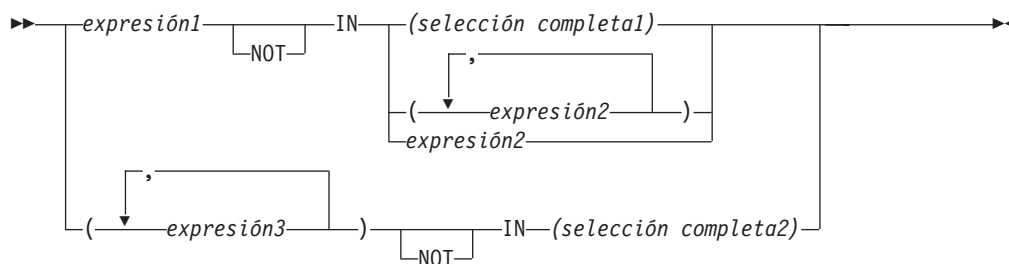 expresión1 NOT IN (selección completa1)
,
( expresión2 )
expresión2
,
( expresión3 ) NOT IN (selección completa2)